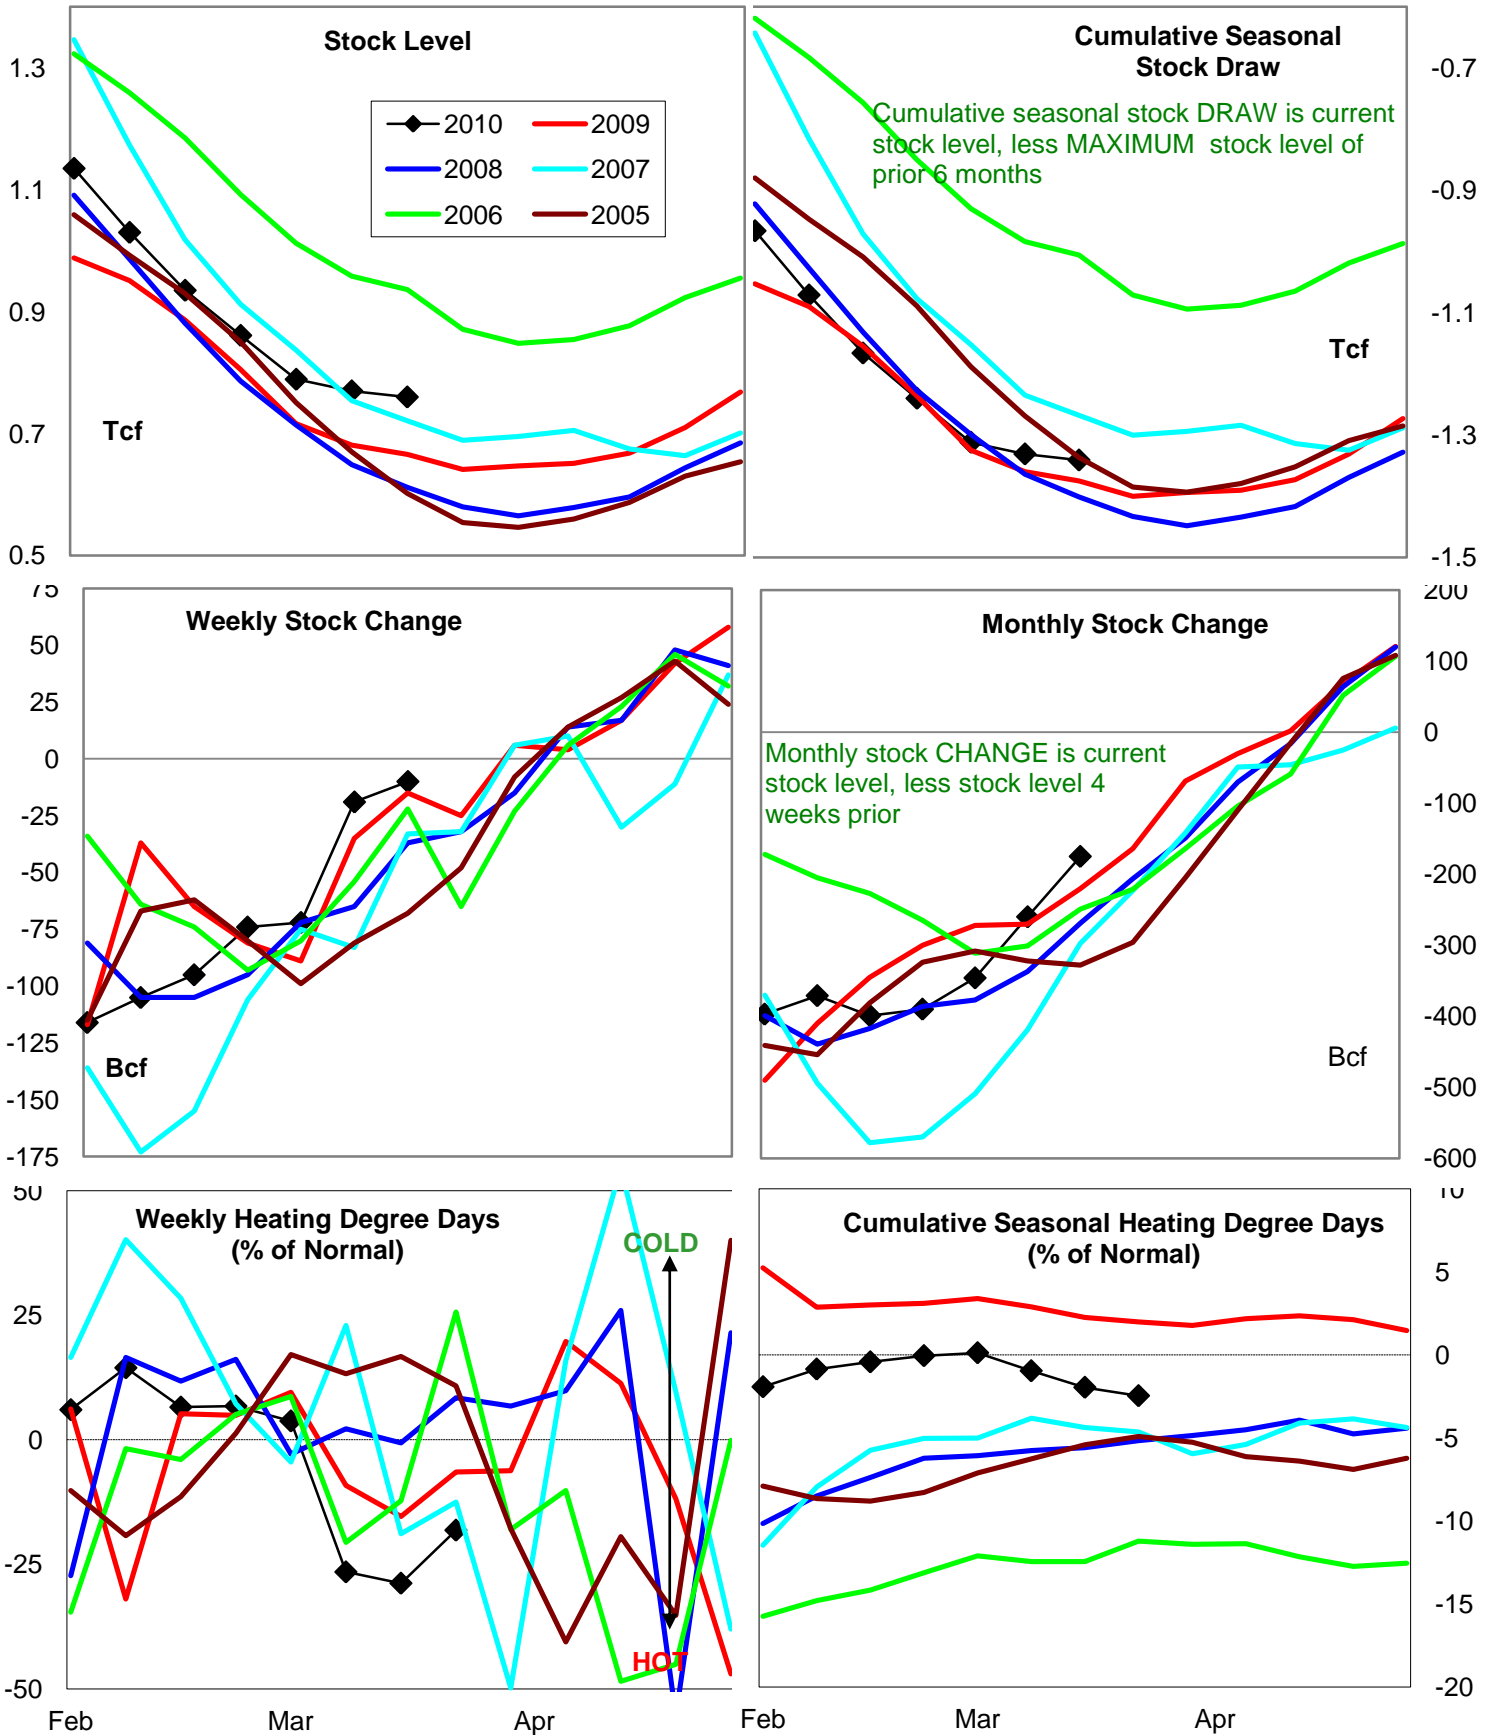 Stock Level
1.3
1.1
0.9
0.7
0.5
2010
2009
2008
2007
2006
2005
Tcf
Cumulative Seasonal
Stock Draw
Cumulative seasonal stock DRAW is current
stock level, less MAXIMUM stock level of
prior 6 months
Tcf
-0.7
-0.9
-1.1
-1.3
-1.5
Weekly Stock Change
75
50
25
0
-25
-50
-75
-100
-125
-150
-175
Bcf
Monthly Stock Change
Monthly stock CHANGE is current
stock level, less stock level 4
weeks prior
Bcf
200
100
0
-100
-200
-300
-400
-500
-600
Weekly Heating Degree Days
(% of Normal)
COLD
HOT
50
25
0
-25
-50
Feb
Mar
Apr
Cumulative Seasonal Heating Degree Days
(% of Normal)
10
5
0
-5
-10
-15
-20
Feb
Mar
Apr